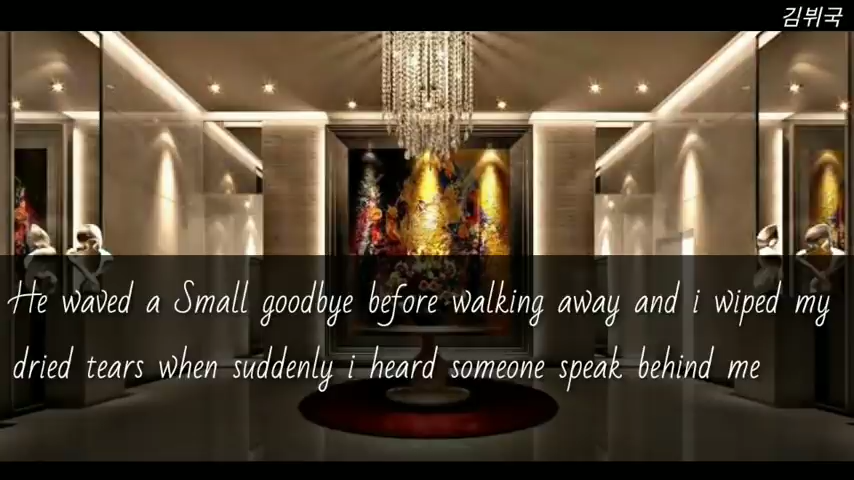 김뷔국
He waved a Small goodbye before walking away and i wiped my
dried tears when suddenly i heard someone speak behind me